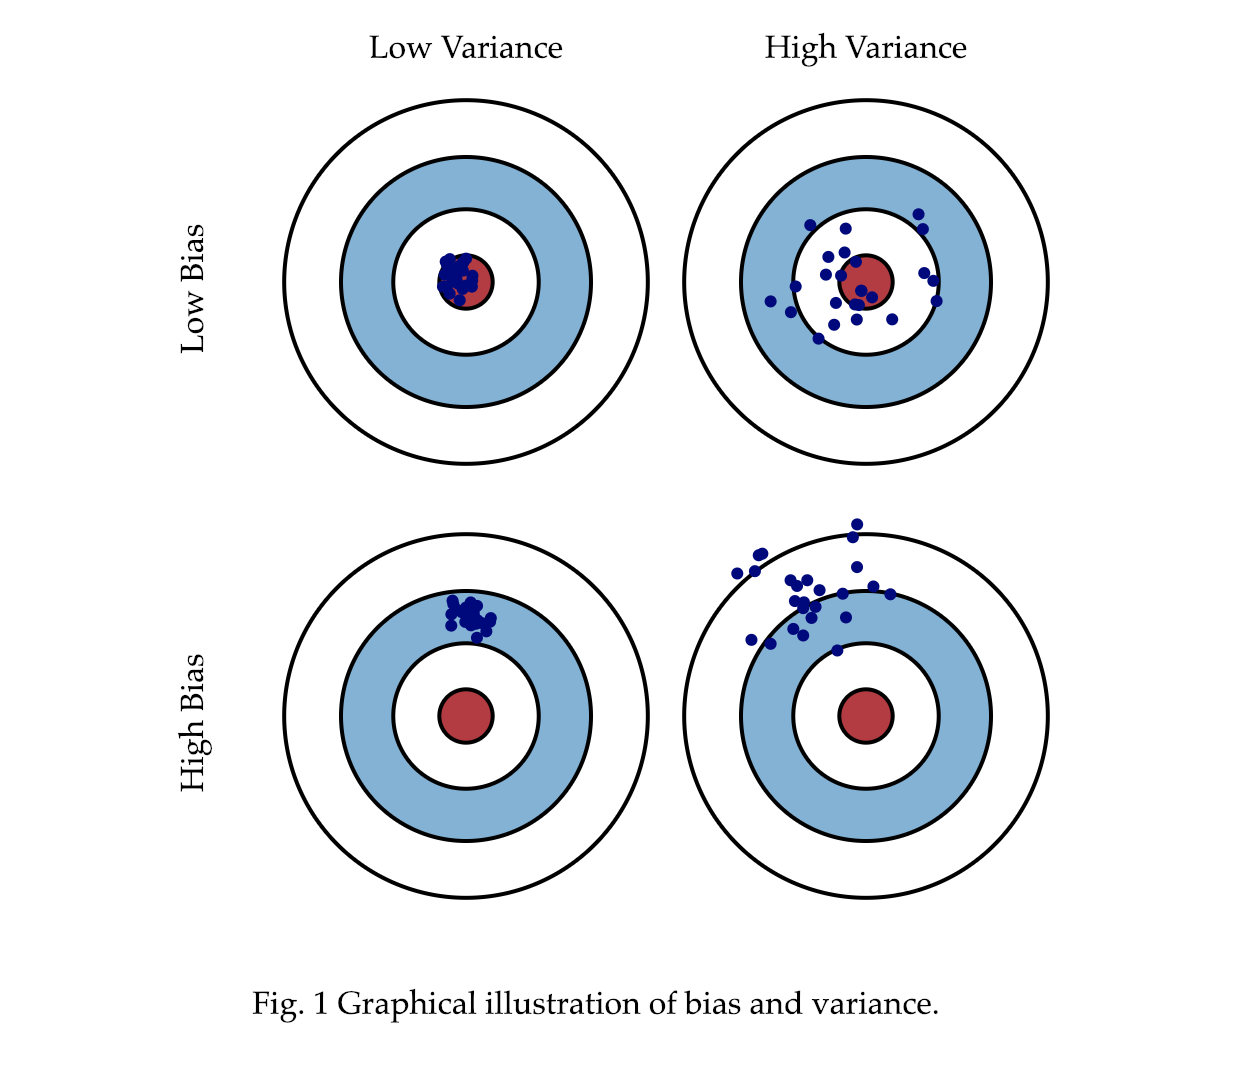 Low Variance
High Variance
Low Bias
High Bias
Fig. 1 Graphical illustration of bias and variance.